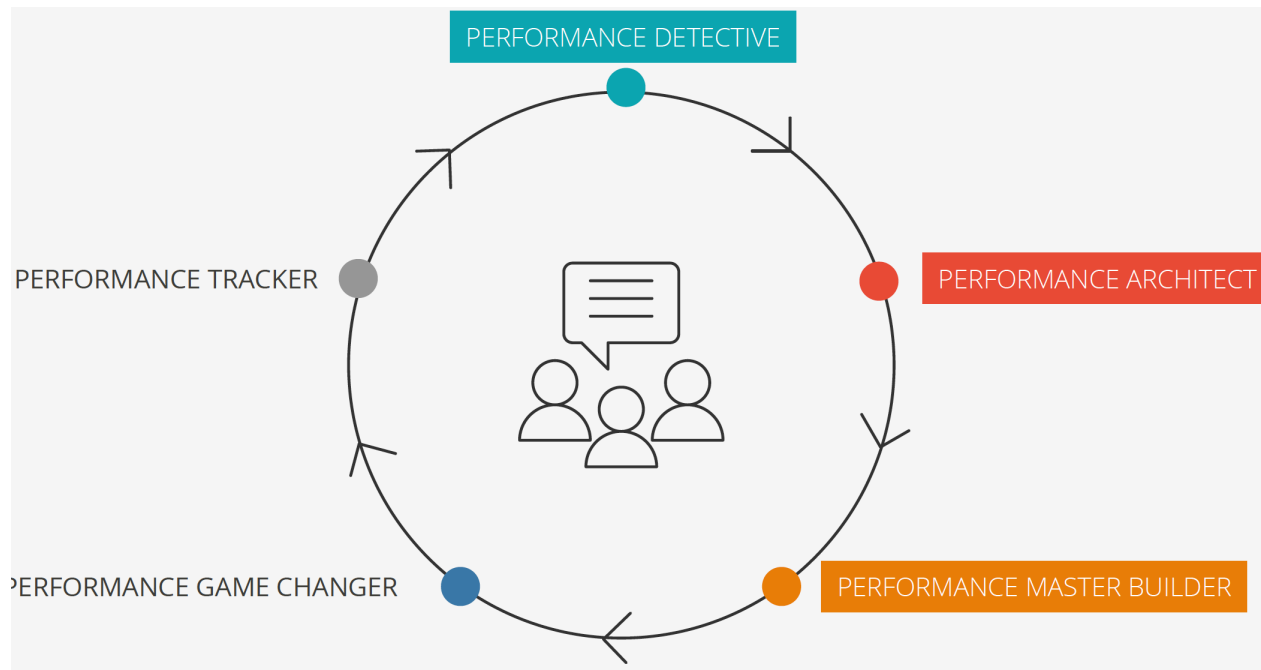 PERFORMANCE DETECTIVE
PERFORMANCE TRACKER
PERFORMANCE ARCHITECT
PERFORMANCE GAME CHANGER
PERFORMANCE MASTER BUILDER